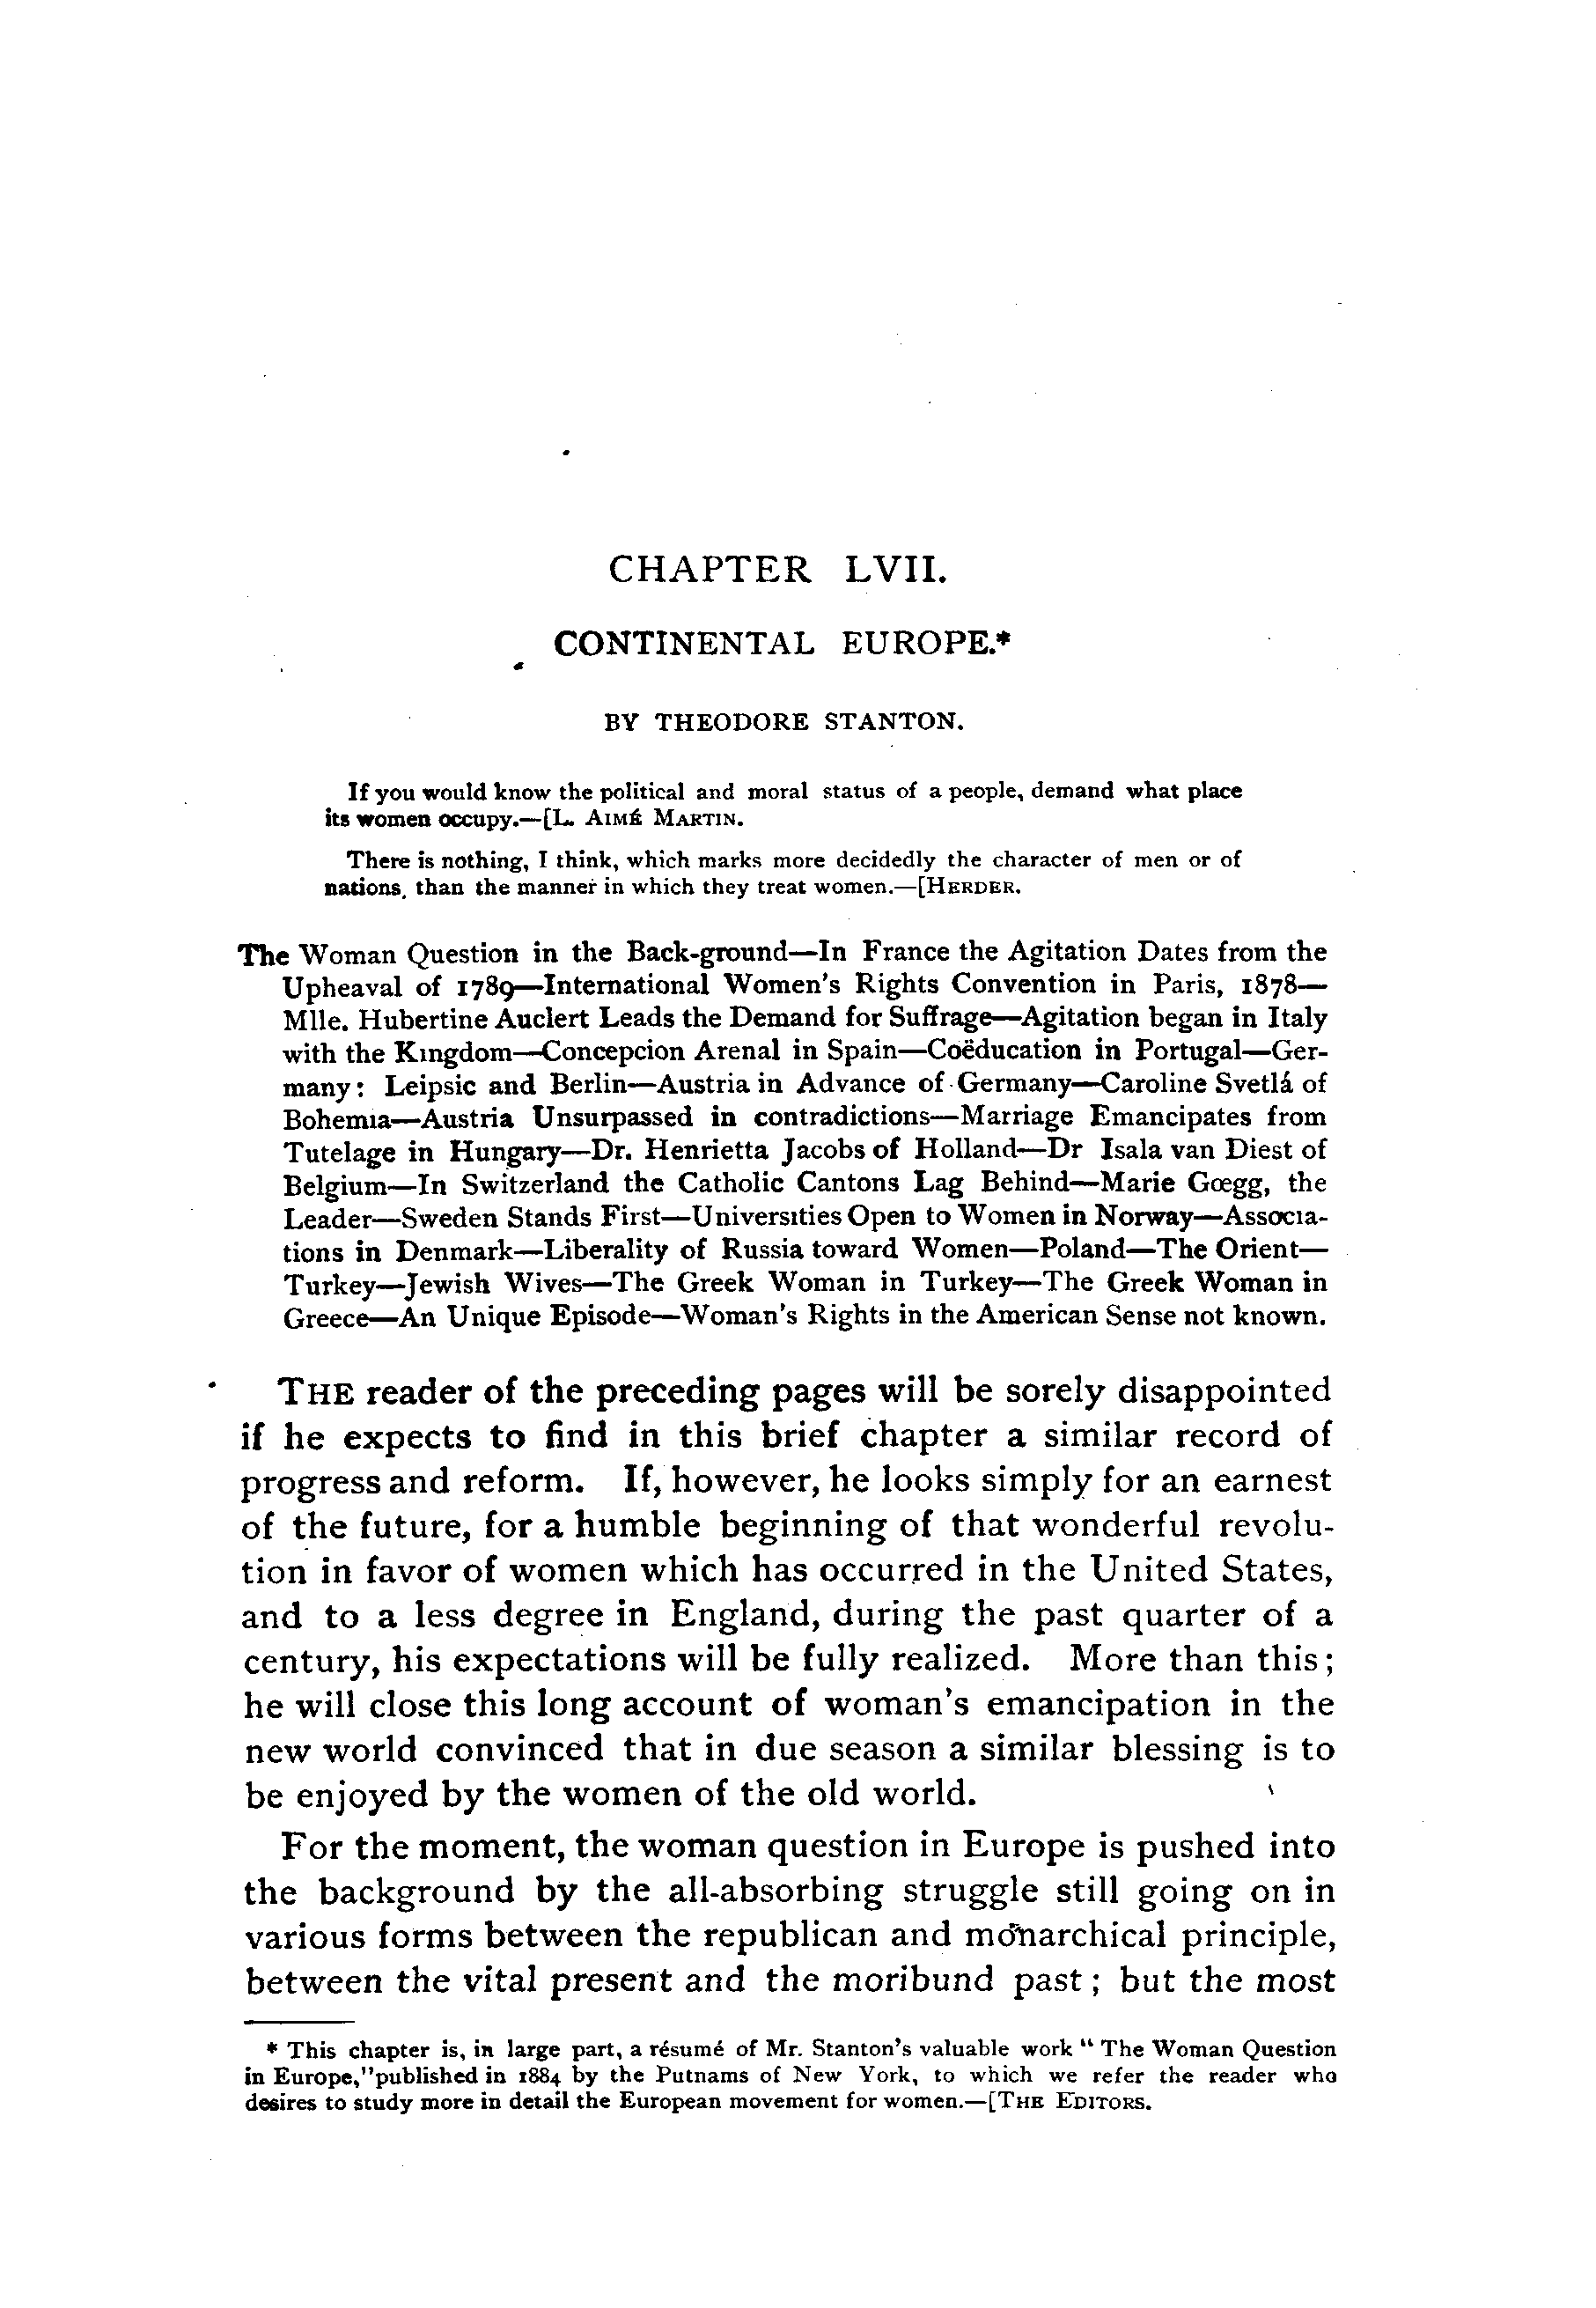 CHAPTER LVII.
CONTINENTAL EUROPE.*
BY THEODORE STANTON.
If you would know the political and moral status of a people, demand what place
its women occupy.—[L. AIMÉ MARTIN.
There is nothing, I think, which marks more decidedly the character of men or of
nations, than the manner in which they treat women.—[HERDER.
The Woman Question in the Back-ground—In France the Agitation Dates from the
Upheaval of 1789—International Women's Rights Convention in Paris, 1878—
Mlle. Hubertine Auclert Leads the Demand for Suffrage—Agitation began in Italy
with the Kingdom—Concepcion Arenal in Spain—Coëducation in Portugal—Ger-
many: Leipsic and Berlin—Austria in Advance of Germany—Caroline Svetlá of
Bohemia—Austria Unsurpassed in contradictions—Marriage Emancipates from
Tutelage in Hungary—Dr. Henrietta Jacobs of Holland—Dr Isala van Diest of
Belgium—In Switzerland the Catholic Cantons Lag Behind—Marie Gœgg, the
Leader—Sweden Stands First—Universities Open to Women in Norway—Associa-
tions in Denmark—Liberality of Russia toward Women—Poland—The Orient—
Turkey—Jewish Wives—The Greek Woman in Turkey—The Greek Woman in
Greece—An Unique Episode—Woman's Rights in the American Sense not known.
THE reader of the preceding pages will be sorely disappointed
if he expects to find in this brief chapter a similar record of
progress and reform. If, however, he looks simply for an earnest
of the future, for a humble beginning of that wonderful revolu-
tion in favor of women which has occurred in the United States,
and to a less degree in England, during the past quarter of a
century, his expectations will be fully realized. More than this;
he will close this long account of woman's emancipation in the
new world convinced that in due season a similar blessing is to
be enjoyed by the women of the old world.
For the moment, the woman question in Europe is pushed into
the background by the all-absorbing struggle still going on in
various forms between the republican and monarchical principle,
between the vital present and the moribund past; but the most
* This chapter is, in large part, a résumé of Mr. Stanton's valuable work "The Woman Question
in Europe," published in 1884 by the Putnams of New York, to which we refer the reader who
desires to study more in detail the European movement for women.—[THE EDITORS.